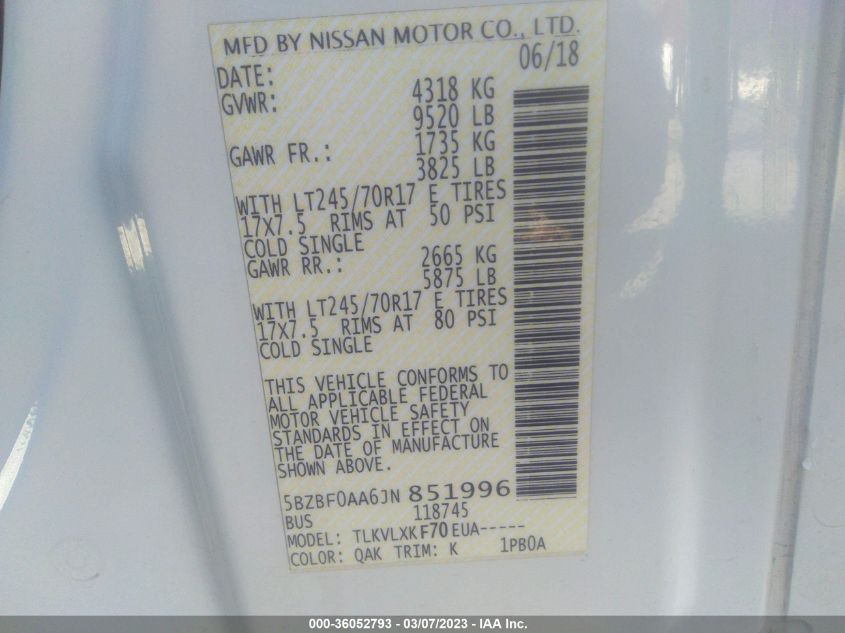 MFD BY NISSAN MOTOR CO., LTD.
DATE: 06/18
GVWR: 4318 KG
9520 LB
GAWR FR.: 1735 KG
3825 LB
WITH LT245/70R17 E TIRES
17X7.5 RIMS AT 50 PSI
COLD SINGLE
GAWR RR.: 2665 KG
5875 LB
WITH LT245/70R17 E TIRES
17X7.5 RIMS AT 80 PSI
COLD SINGLE
THIS VEHICLE CONFORMS TO
ALL APPLICABLE FEDERAL
MOTOR VEHICLE SAFETY
STANDARDS IN EFFECT ON
THE DATE OF MANUFACTURE
SHOWN ABOVE.
5BZBF0AA6JN 851996
BUS 118745
MODEL: TLKVLXKF70EUA-----
COLOR: QAK TRIM: K 1PB0A
000-36052793 - 03/07/2023 - IAA Inc.